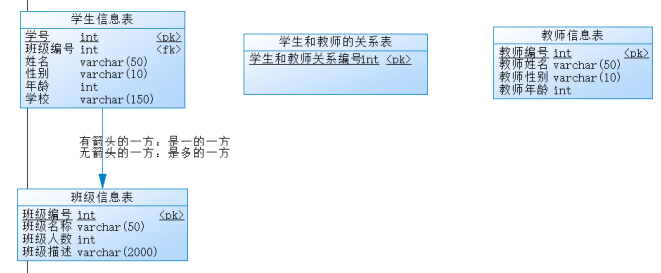 学生信息表
学号 int <pk>
班级编号 int <fk>
姓名 varchar(50)
性别 varchar(10)
年龄 int
学校 varchar(150)
学生和教师的关系表
学生和教师关系编号int <pk>
教师信息表
教师编号 int <pk>
教师姓名 varchar(50)
教师性别 varchar(10)
教师年龄 int
有箭头的一方：是一的一方
无箭头的一方：是多的一方
班级信息表
班级编号 int <pk>
班级名称 varchar(50)
班级人数 int
班级描述 varchar(2000)